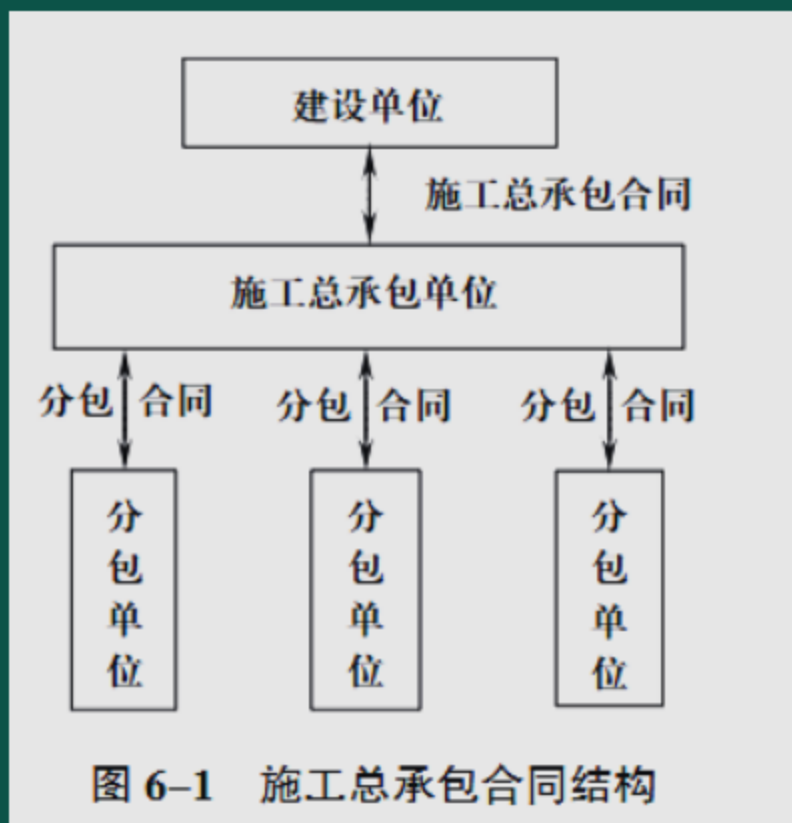 建设单位
施工总承包合同
施工总承包单位
分包 合同
分包 合同
分包 合同
分包单位
分包单位
分包单位
图 6-1 施工总承包合同结构